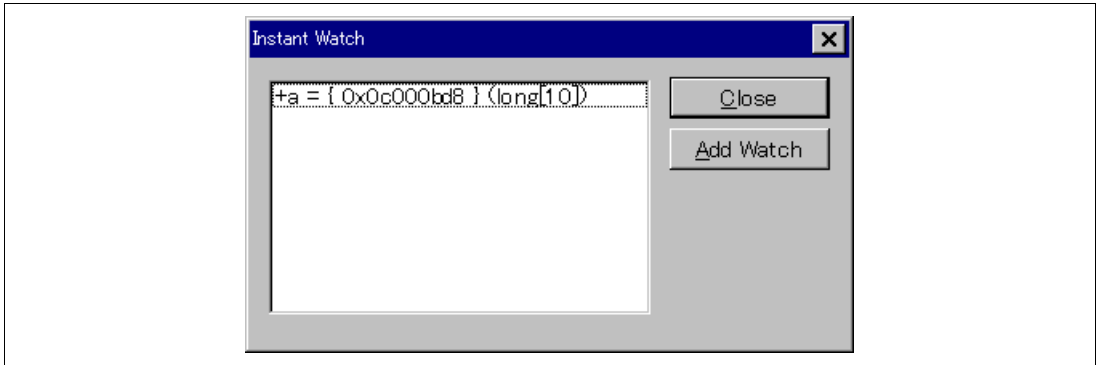 Instant Watch
+a = { 0x0c000bd8 } (long[10])
Close
Add Watch